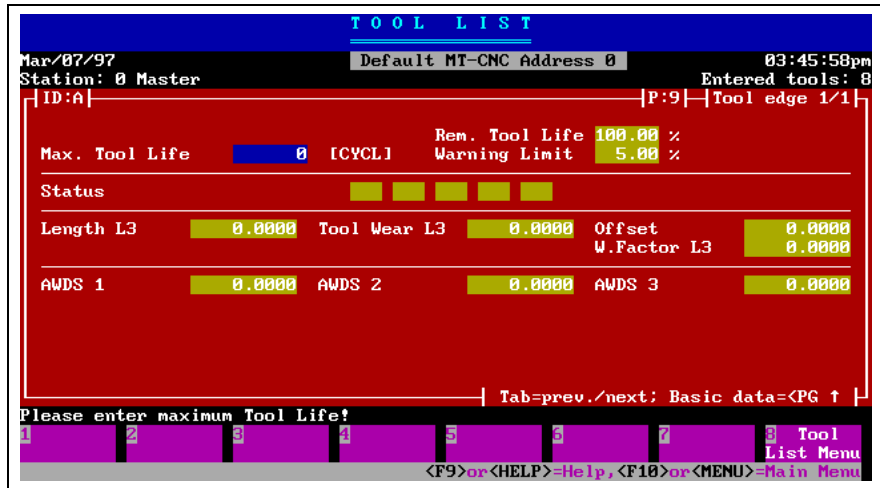 TOOL LIST
Mar/07/97 Default MT-CNC Address 0 03:45:58pm
Station: 0 Master Entered tools: 8
ID:A P:9 Tool edge 1/1
Rem. Tool Life 100.00 %
Max. Tool Life 0 [CYCL] Warning Limit 5.00 %
Status
Length L3 0.0000 Tool Wear L3 0.0000 Offset 0.0000
W.Factor L3 0.0000
AWDS 1 0.0000 AWDS 2 0.0000 AWDS 3 0.0000
Tab=prev./next; Basic data=<PG ↑
Please enter maximum Tool Life!
1 2 3 4 5 6 7 8 Tool
List Menu
<F9>or<HELP>=Help,<F10>or<MENU>=Main Menu